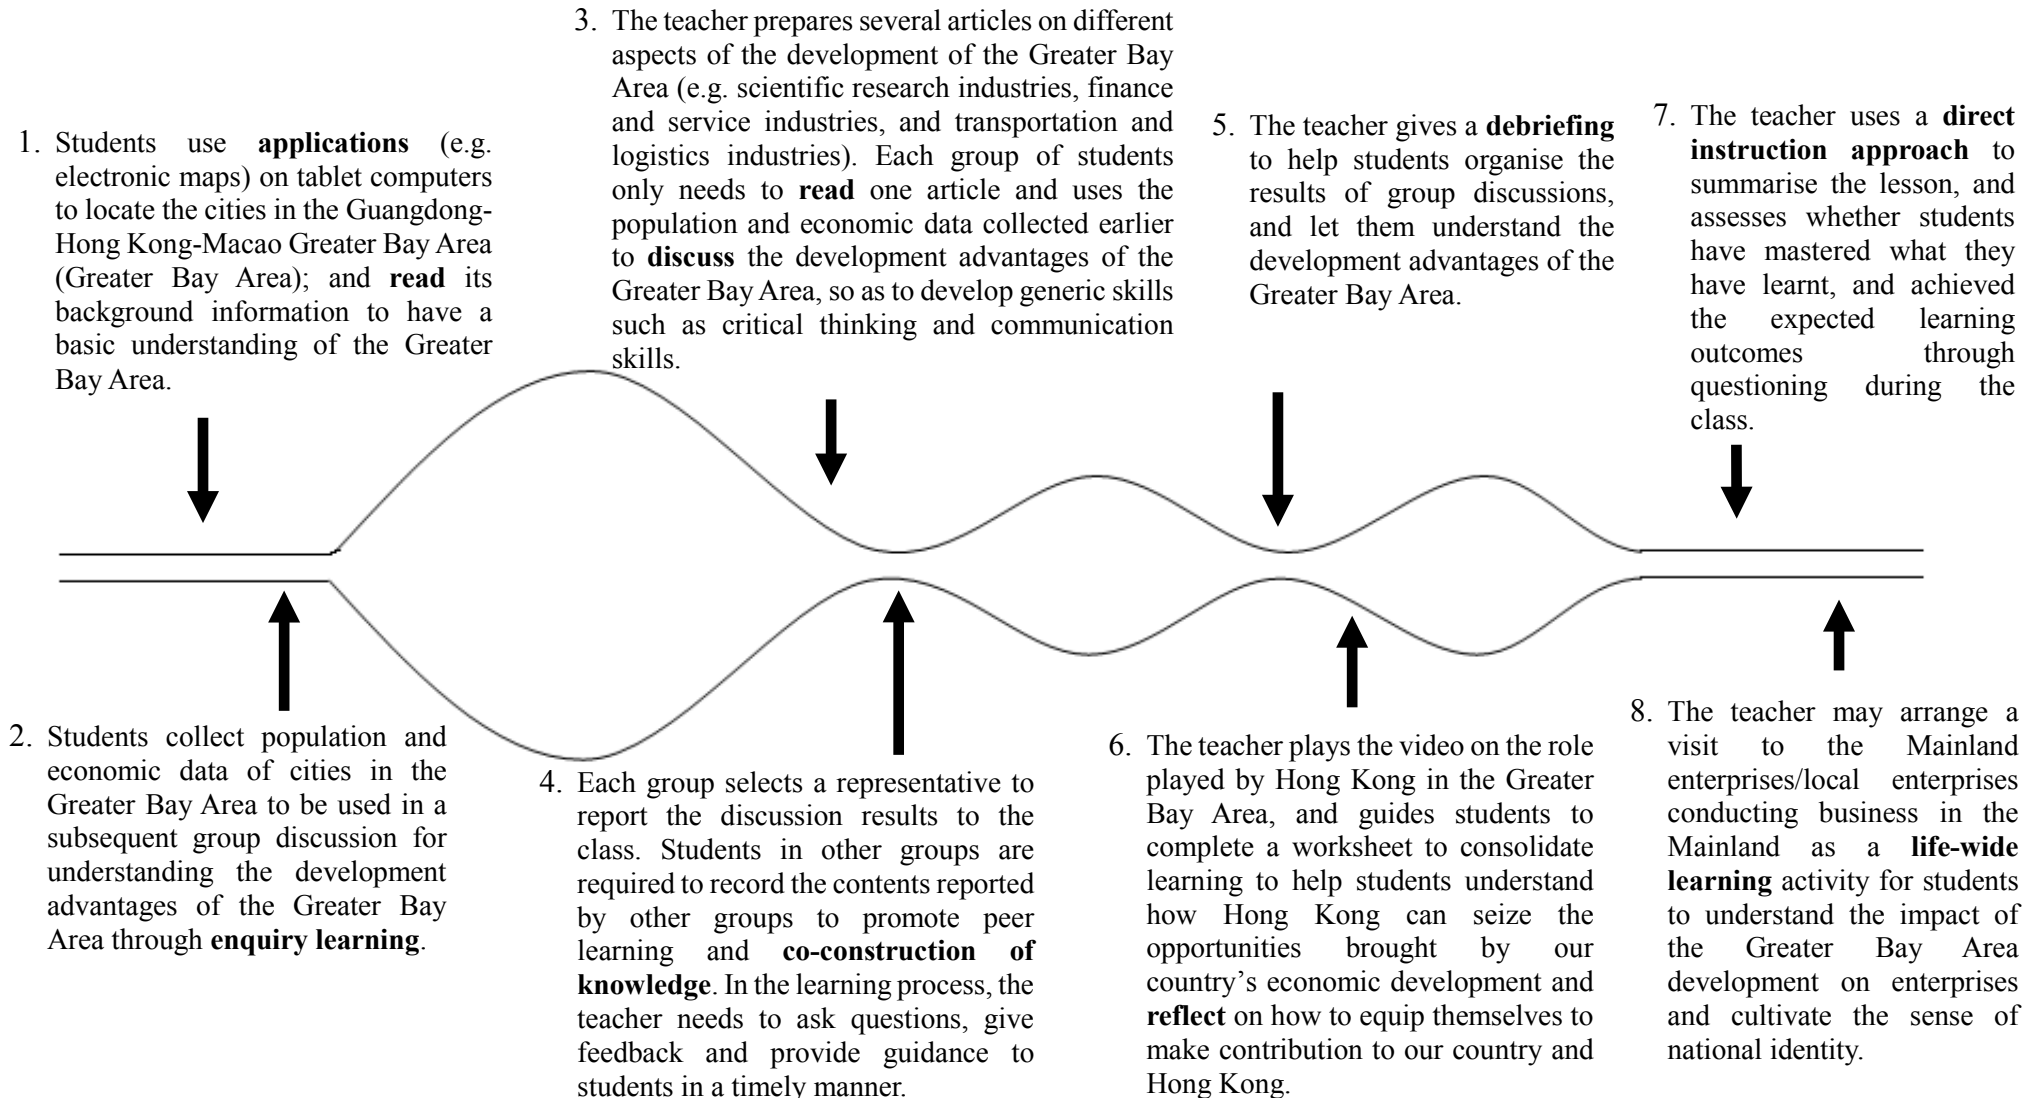 1. Students use applications (e.g.
electronic maps) on tablet computers
to locate the cities in the Guangdong-
Hong Kong-Macao Greater Bay Area
(Greater Bay Area); and read its
background information to have a
basic understanding of the Greater
Bay Area.
2. Students collect population and
economic data of cities in the
Greater Bay Area to be used in a
subsequent group discussion for
understanding the development
advantages of the Greater Bay
Area through enquiry learning.
3. The teacher prepares several articles on different
aspects of the development of the Greater Bay
Area (e.g. scientific research industries, finance
and service industries, and transportation and
logistics industries). Each group of students
only needs to read one article and uses the
population and economic data collected earlier
to discuss the development advantages of the
Greater Bay Area, so as to develop generic skills
such as critical thinking and communication
skills.
4. Each group selects a representative to
report the discussion results to the
class. Students in other groups are
required to record the contents reported
by other groups to promote peer
learning and co-construction of
knowledge. In the learning process, the
teacher needs to ask questions, give
feedback and provide guidance to
students in a timely manner.
5. The teacher gives a debriefing
to help students organise the
results of group discussions,
and let them understand the
development advantages of the
Greater Bay Area.
6. The teacher plays the video on the role
played by Hong Kong in the Greater
Bay Area, and guides students to
complete a worksheet to consolidate
learning to help students understand
how Hong Kong can seize the
opportunities brought by our
country's economic development and
reflect on how to equip themselves to
make contribution to our country and
Hong Kong.
7. The teacher uses a direct
instruction approach to
summarise the lesson, and
assesses whether students
have mastered what they
have learnt, and achieved
the expected learning
outcomes through
questioning during the
class.
8. The teacher may arrange a
visit to the Mainland
enterprises/local enterprises
conducting business in the
Mainland as a life-wide
learning activity for students
to understand the impact of
the Greater Bay Area
development on enterprises
and cultivate the sense of
national identity.